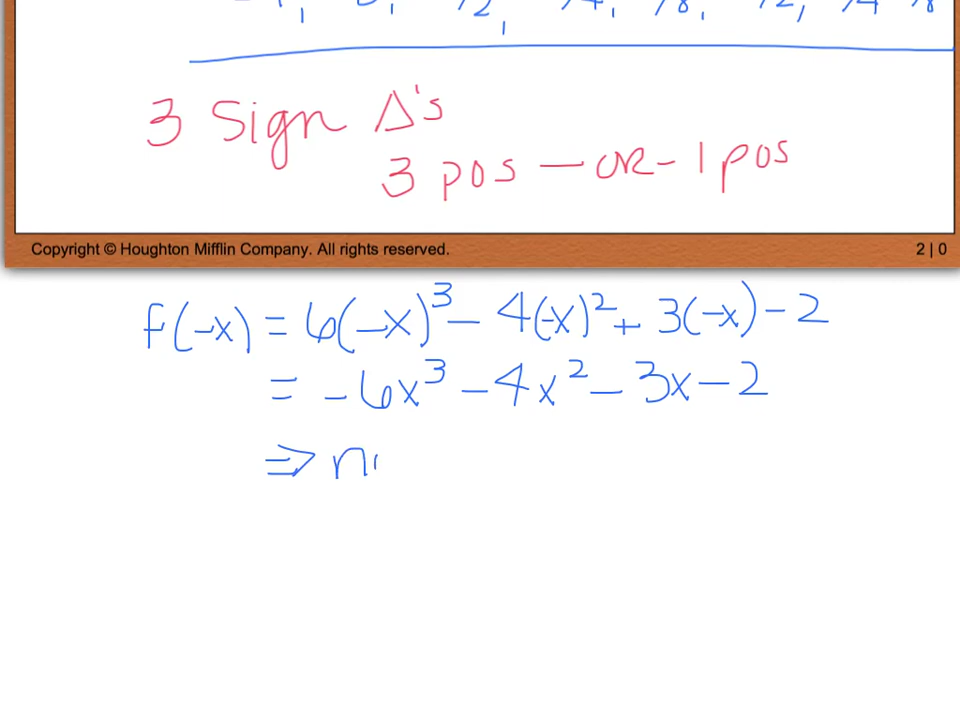 3 Sign Δ's
3 pos — OR - 1 pos
Copyright © Houghton Mifflin Company. All rights reserved. 2 | 0
f(-x) = 6(-x)³ - 4(-x)² + 3(-x) - 2
= -6x³ - 4x² - 3x - 2
⇒